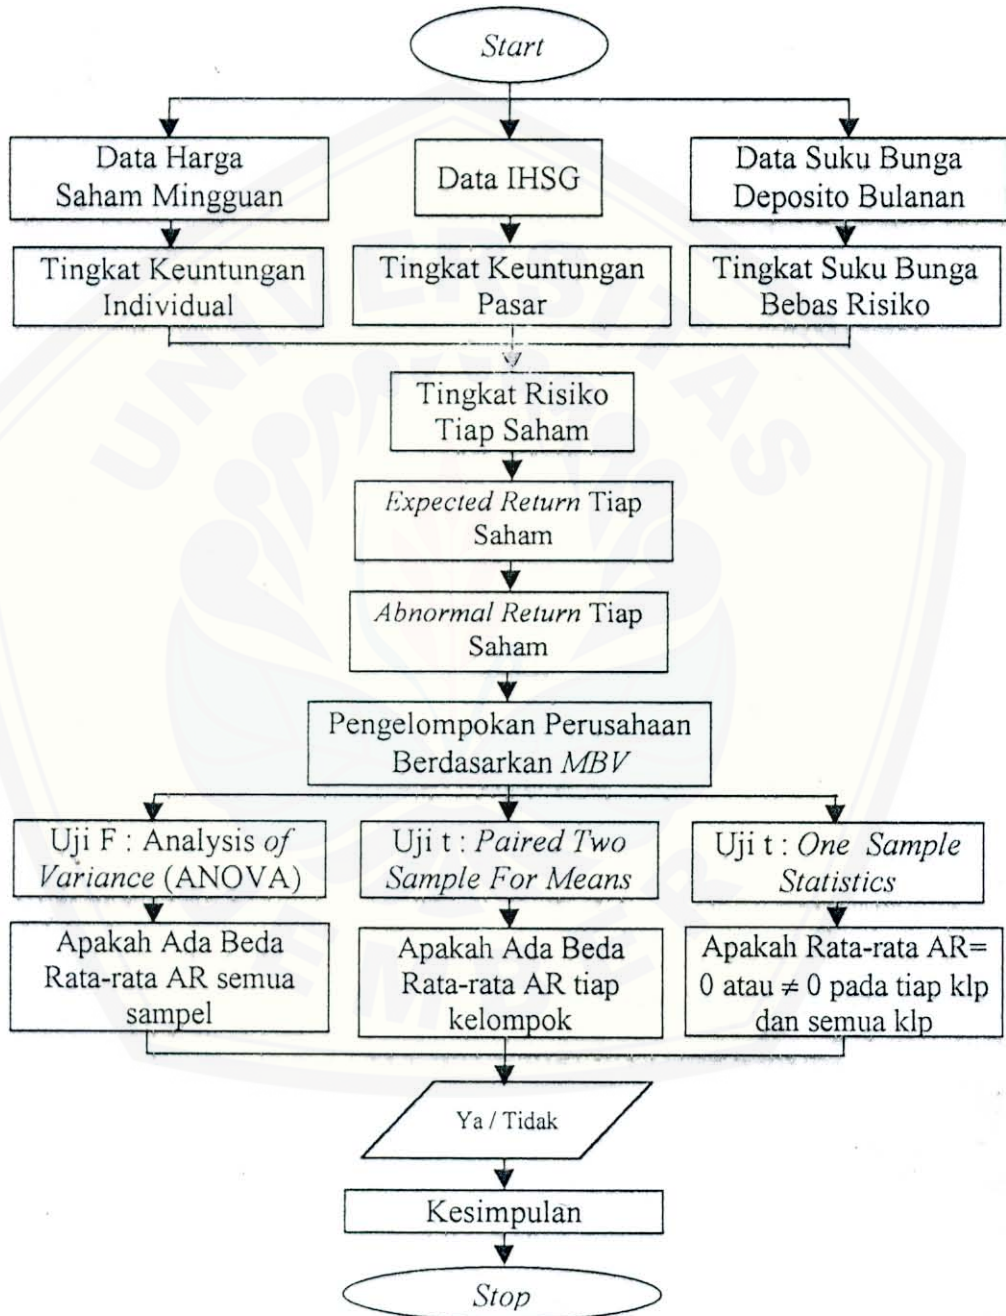 Start
Data Harga
Saham Mingguan
Data IHSG
Data Suku Bunga
Deposito Bulanan
Tingkat Keuntungan
Individual
Tingkat Keuntungan
Pasar
Tingkat Suku Bunga
Bebas Risiko
Tingkat Risiko
Tiap Saham
Expected Return Tiap
Saham
Abnormal Return Tiap
Saham
Pengelompokan Perusahaan
Berdasarkan MBV
Uji F : Analysis of
Variance (ANOVA)
Uji t : Paired Two
Sample For Means
Uji t : One Sample
Statistics
Apakah Ada Beda
Rata-rata AR semua
sampel
Apakah Ada Beda
Rata-rata AR tiap
kelompok
Apakah Rata-rata AR=
0 atau ≠ 0 pada tiap klp
dan semua klp
Ya / Tidak
Kesimpulan
Stop
UNIVERSITAS
JEMBER